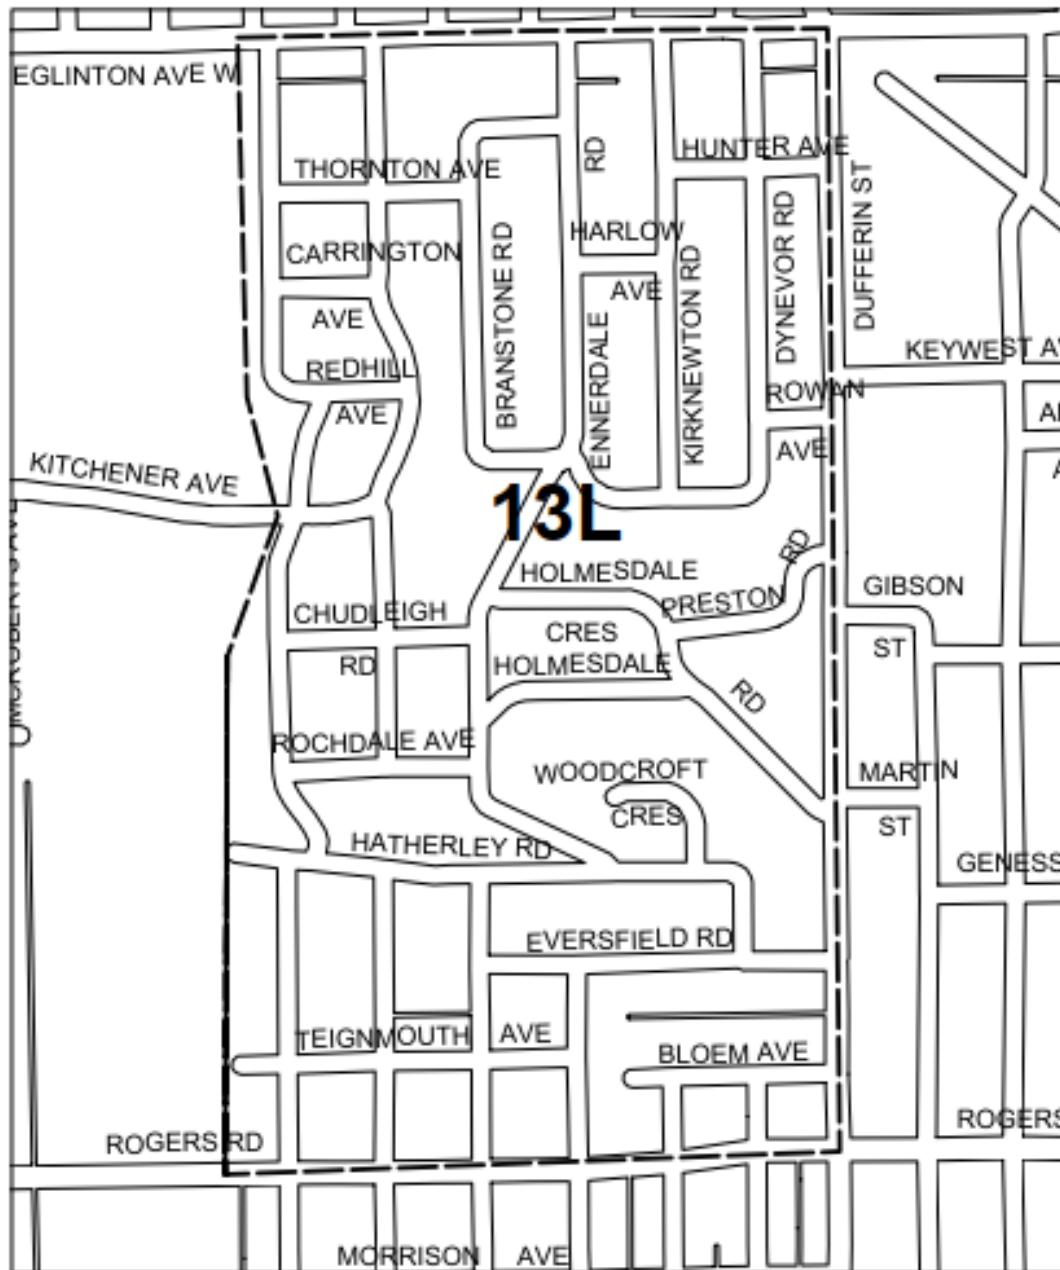 EGLINTON AVE W
THORNTON AVE
RD
HUNTER AVE
DUFFERIN ST
CARRINGTON
AVE
BRANSTONE RD
HARLOW
AVE
KIRKNEWTON RD
DYNEVOR RD
REDHILL
AVE
ENNERDALE
KEYWEST
ROWAN
AVE
KITCHENER AVE
13L
HOLMESDALE
CRES
PRESTON
RD
GIBSON
ST
CHUDLEIGH
RD
HOLMESDALE
RD
ROCHDALE AVE
WOODCROFT
CRES
MARTIN
ST
HATHERLEY RD
GENESS
EVERSFIELD RD
TEIGNMOUTH AVE
BLOEM AVE
ROGERS RD
ROGERS
MORRISON AVE